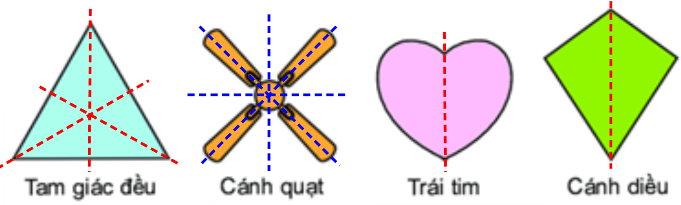 Tam giác đều
Cánh quạt
Trái tim
Cánh diều